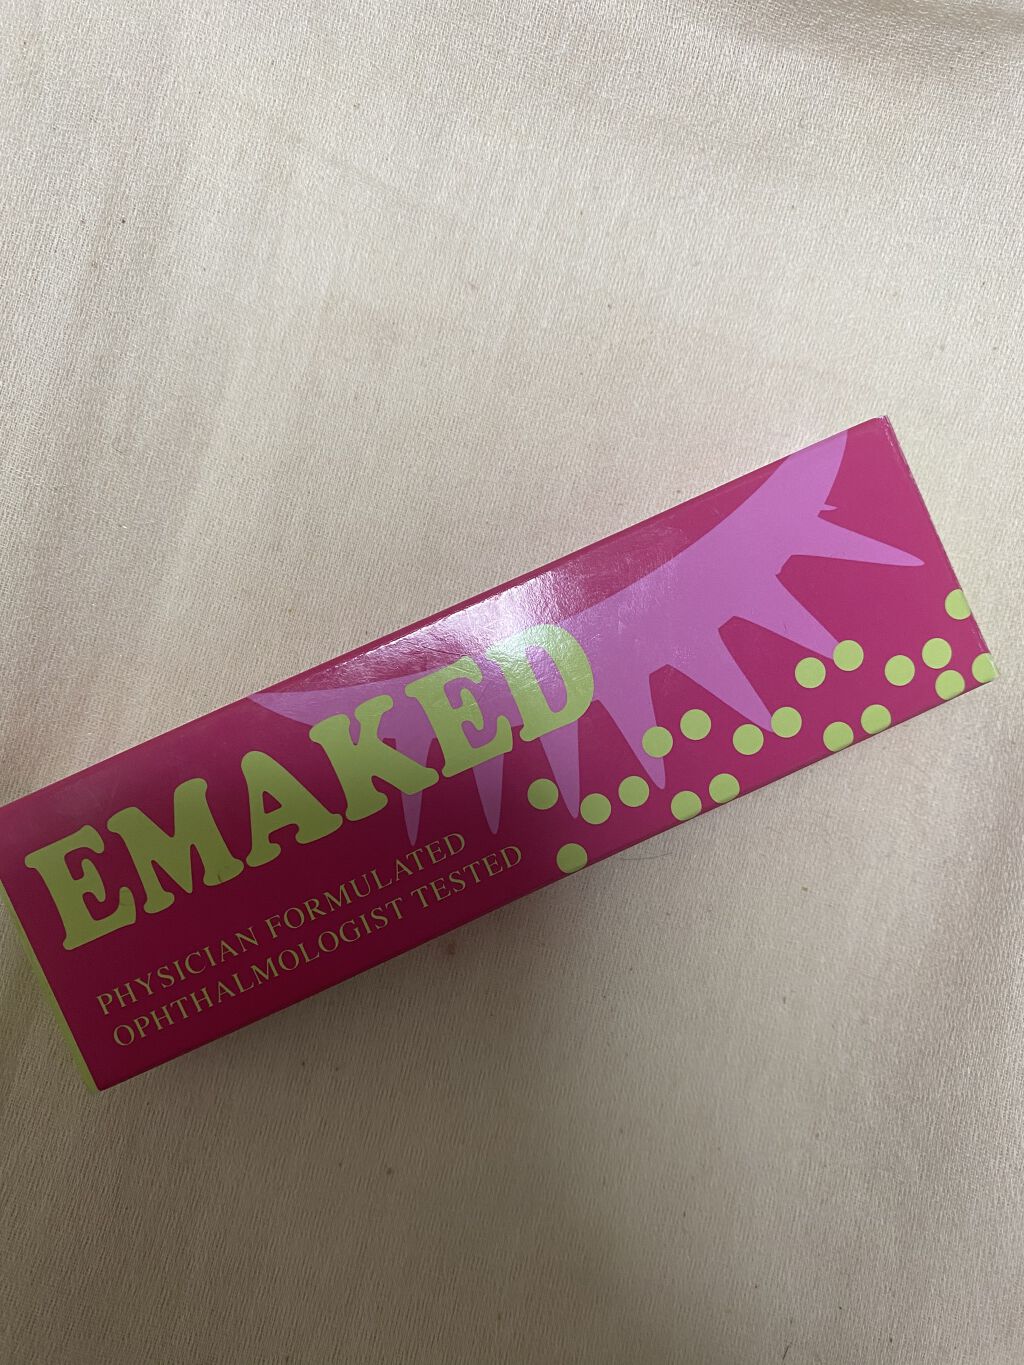 EMAKED
PHYSICIAN FORMULATED
OPHTHALMOLOGIST TESTED